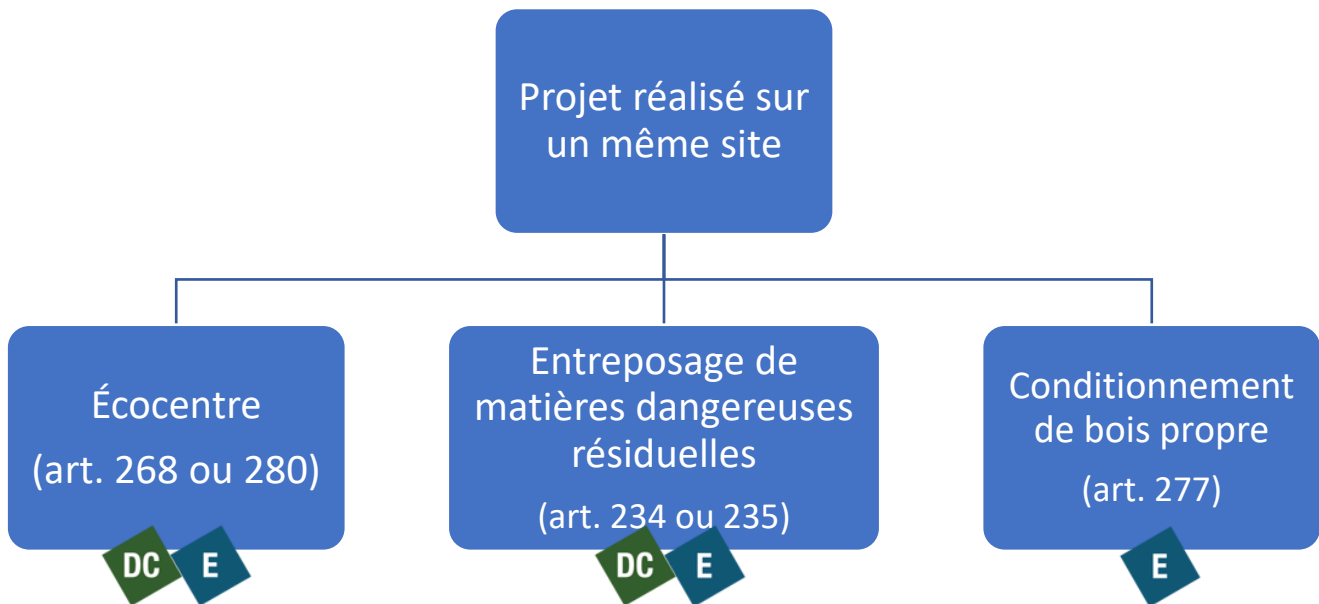 Projet réalisé sur
un même site
Écocentre
(art. 268 ou 280)
DC E
Entreposage de
matières dangereuses
résiduelles
(art. 234 ou 235)
DC E
Conditionnement
de bois propre
(art. 277)
E